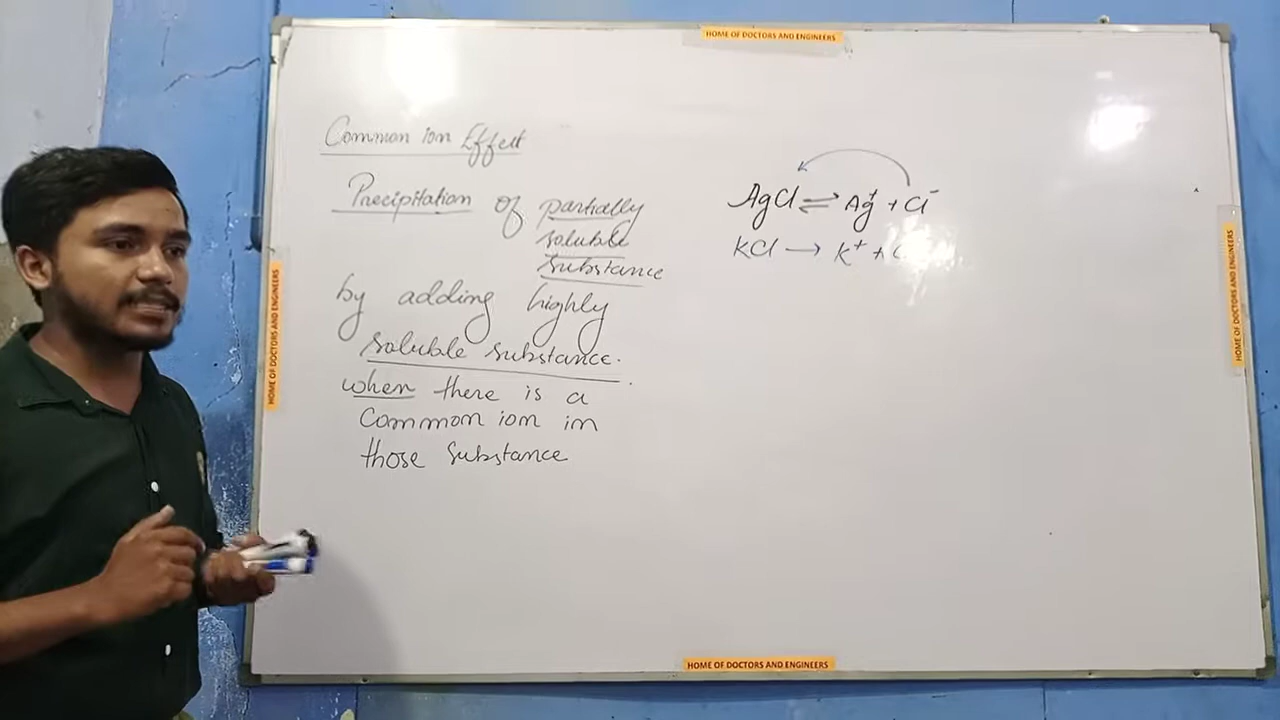 HOME OF DOCTORS AND ENGINEERS
Common ion Effect
Precipitation of partially
soluble
substance
by adding highly
soluble substance.
when there is a
Common ion in
those substance
AgCl ⇌ Ag⁺ + Cl⁻
KCl → K⁺ +
HOME OF DOCTORS AND ENGINEERS
HOME OF DOCTORS AND ENGINEERS
HOME OF DOCTORS AND ENGINEERS